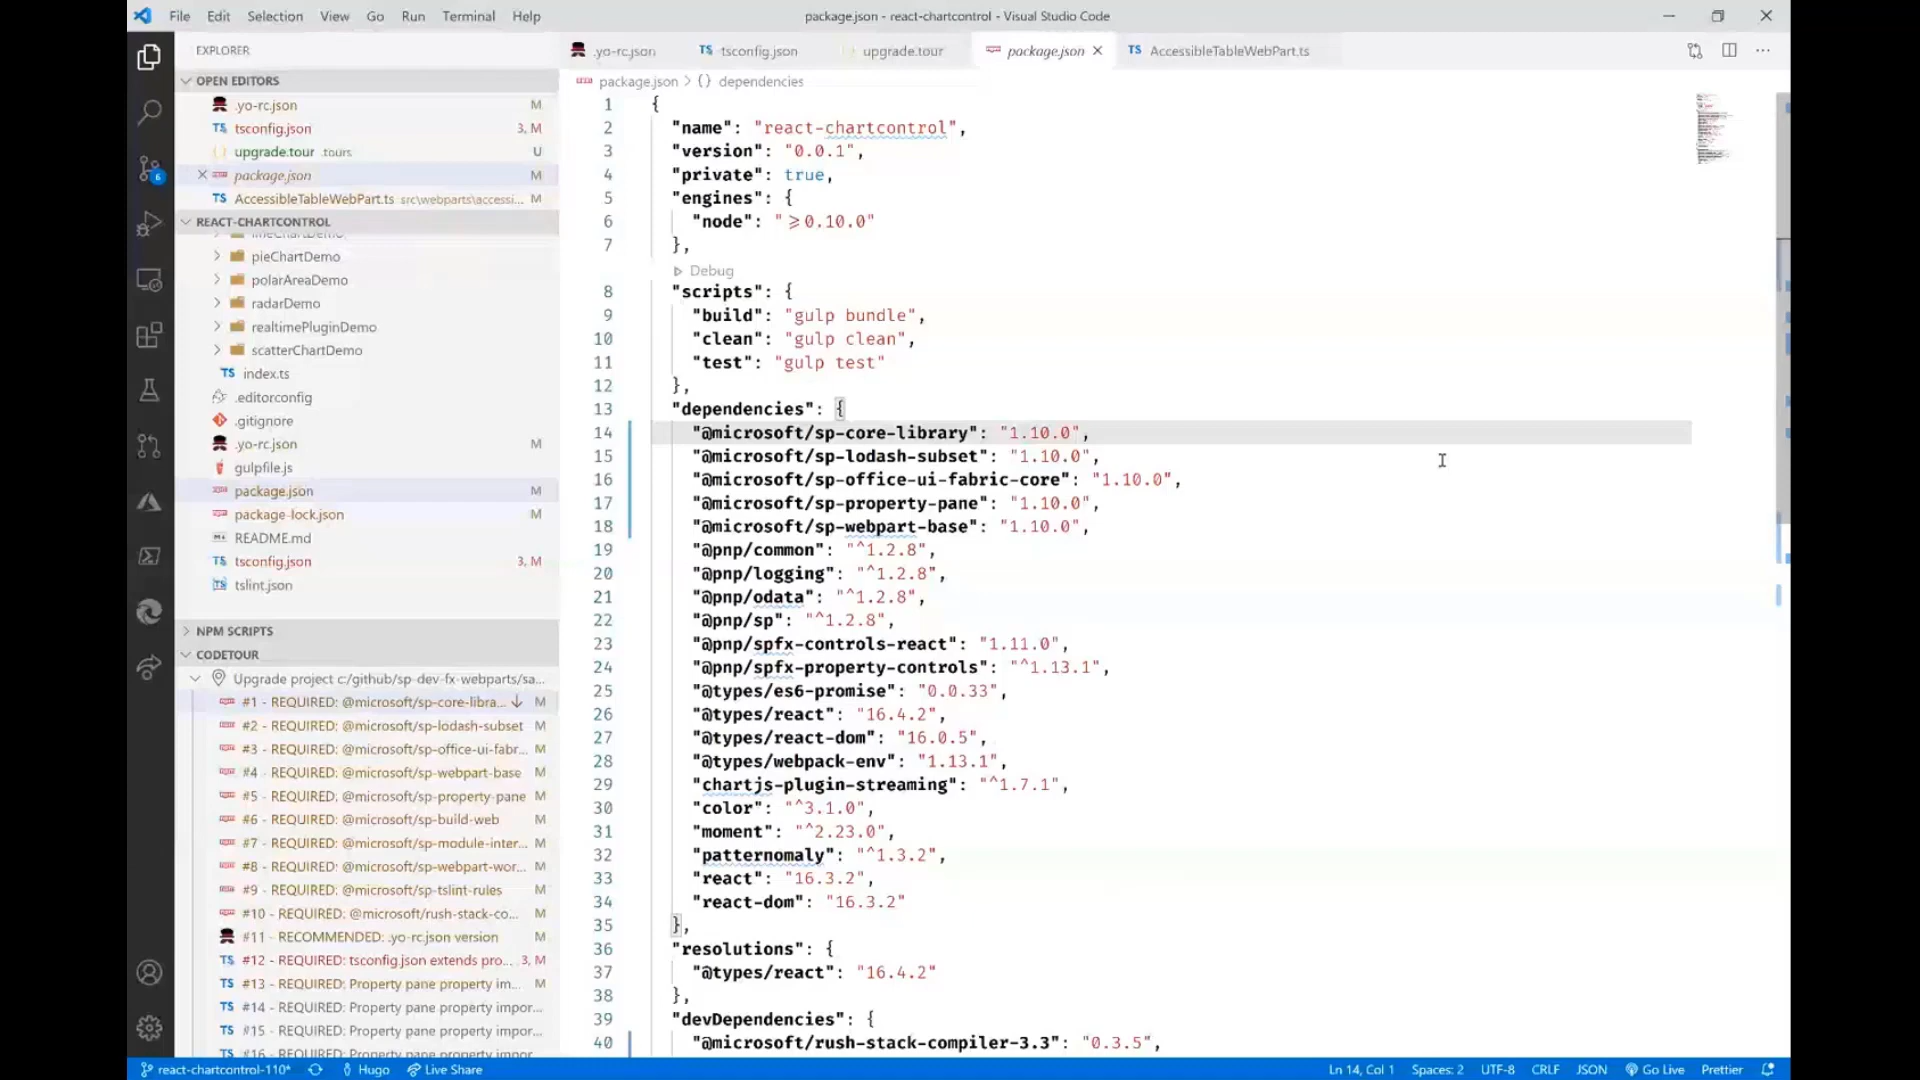 File Edit Selection View Go Run Terminal Help
package.json - react-chartcontrol - Visual Studio Code
EXPLORER
OPEN EDITORS
.yo-rc.json M
tsconfig.json 3, M
upgrade.tour .tours U
package.json M
AccessibleTableWebPart.ts src\webparts\accessi... M
REACT-CHARTCONTROL
pieChartDemo
polarAreaDemo
radarDemo
realtimePluginDemo
scatterChartDemo
TS index.ts
.editorconfig
.gitignore
.yo-rc.json M
gulpfile.js
package.json M
package-lock.json M
README.md
TS tsconfig.json 3, M
tslint.json
NPM SCRIPTS
CODETOUR
Upgrade project c:/github/sp-dev-fx-webparts/sa...
#1 - REQUIRED: @microsoft/sp-core-libra... M
#2 - REQUIRED: @microsoft/sp-lodash-subset M
#3 - REQUIRED: @microsoft/sp-office-ui-fabr... M
#4 - REQUIRED: @microsoft/sp-webpart-base M
#5 - REQUIRED: @microsoft/sp-property-pane M
#6 - REQUIRED: @microsoft/sp-build-web M
#7 - REQUIRED: @microsoft/sp-module-inter... M
#8 - REQUIRED: @microsoft/sp-webpart-wor... M
#9 - REQUIRED: @microsoft/sp-tslint-rules M
#10 - REQUIRED: @microsoft/rush-stack-co... M
#11 - RECOMMENDED: .yo-rc.json version M
TS #12 - REQUIRED: tsconfig.json extends pro... 3, M
TS #13 - REQUIRED: Property pane property im... M
TS #14 - REQUIRED: Property pane property impor...
TS #15 - REQUIRED: Property pane property impor...
TS #16 - REQUIRED: Property pane property impor
.yo-rc.json TS tsconfig.json upgrade.tour package.json TS AccessibleTableWebPart.ts
package.json > {} dependencies
1 {
2 "name": "react-chartcontrol",
3 "version": "0.0.1",
4 "private": true,
5 "engines": {
6 "node": "≥0.10.0"
7 },
Debug
8 "scripts": {
9 "build": "gulp bundle",
10 "clean": "gulp clean",
11 "test": "gulp test"
12 },
13 "dependencies": {
14 "@microsoft/sp-core-library": "1.10.0",
15 "@microsoft/sp-lodash-subset": "1.10.0",
16 "@microsoft/sp-office-ui-fabric-core": "1.10.0",
17 "@microsoft/sp-property-pane": "1.10.0",
18 "@microsoft/sp-webpart-base": "1.10.0",
19 "@pnp/common": "^1.2.8",
20 "@pnp/logging": "^1.2.8",
21 "@pnp/odata": "^1.2.8",
22 "@pnp/sp": "^1.2.8",
23 "@pnp/spfx-controls-react": "1.11.0",
24 "@pnp/spfx-property-controls": "^1.13.1",
25 "@types/es6-promise": "0.0.33",
26 "@types/react": "16.4.2",
27 "@types/react-dom": "16.0.5",
28 "@types/webpack-env": "1.13.1",
29 "chartjs-plugin-streaming": "^1.7.1",
30 "color": "^3.1.0",
31 "moment": "^2.23.0",
32 "patternomaly": "^1.3.2",
33 "react": "16.3.2",
34 "react-dom": "16.3.2"
35 },
36 "resolutions": {
37 "@types/react": "16.4.2"
38 },
39 "devDependencies": {
40 "@microsoft/rush-stack-compiler-3.3": "0.3.5",
react-chartcontrol-110* Hugo Live Share Ln 14, Col 1 Spaces: 2 UTF-8 CRLF JSON Go Live Prettier